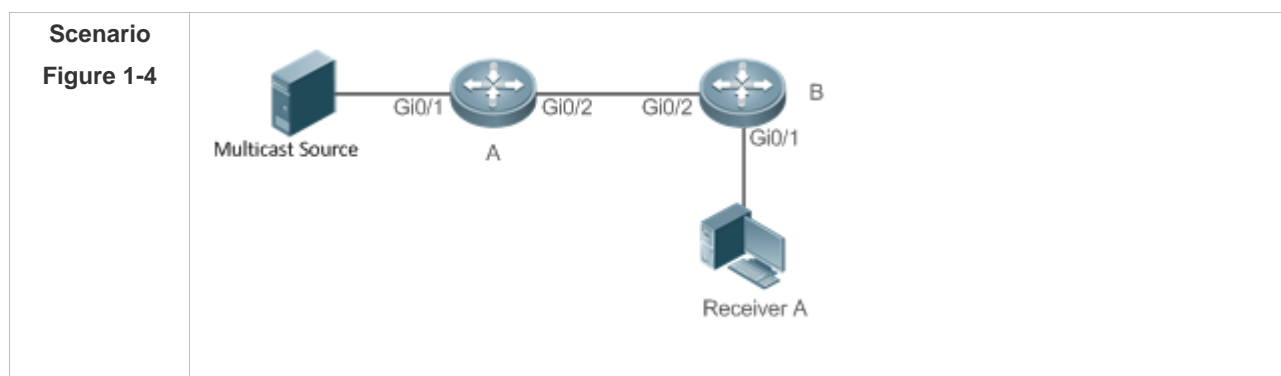 Scenario
Figure 1-4
Gi0/1
Gi0/2
Gi0/2
B
Gi0/1
Multicast Source
A
Receiver A